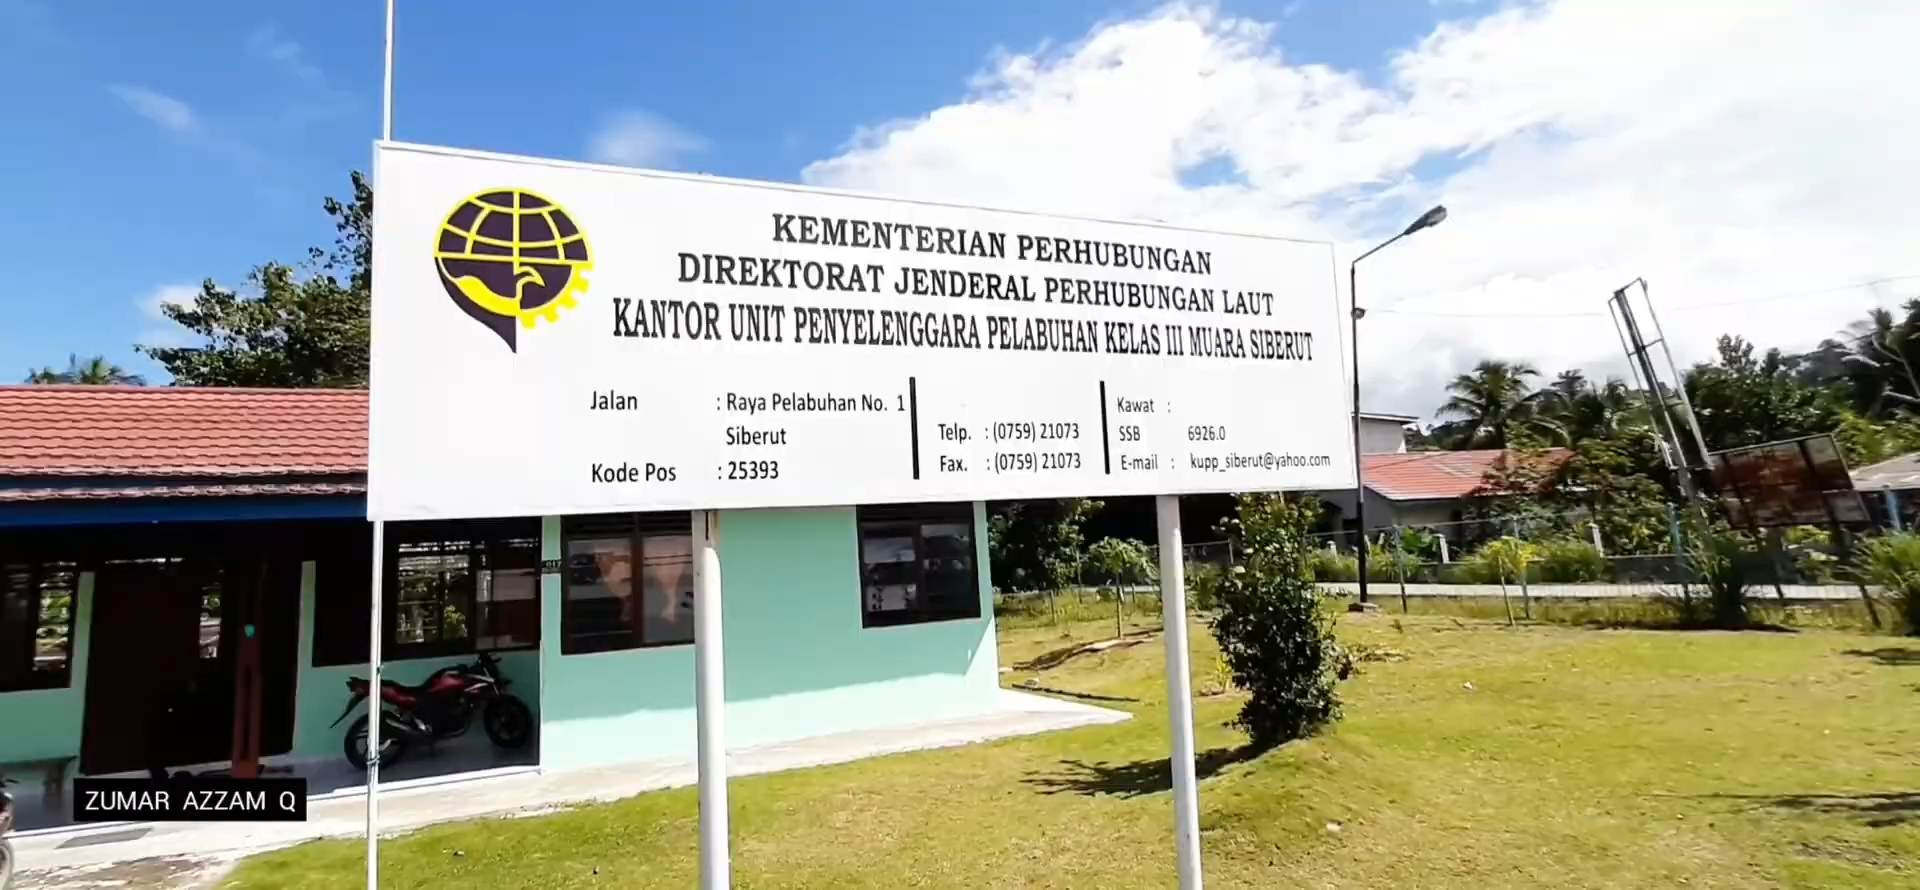 KEMENTERIAN PERHUBUNGAN
DIREKTORAT JENDERAL PERHUBUNGAN LAUT
KANTOR UNIT PENYELENGGARA PELABUHAN KELAS III MUARA SIBERUT
Jalan : Raya Pelabuhan No. 1
Siberut
Kode Pos : 25393
Telp. : (0759) 21073
Fax. : (0759) 21073
Kawat :
SSB 6926.0
E-mail : kupp_siberut@yahoo.com
ZUMAR AZZAM Q